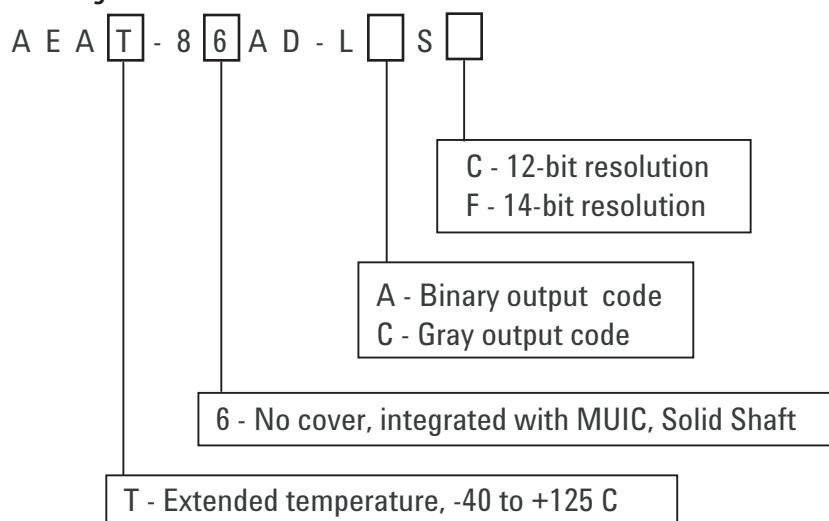 A E A T - 8 6 A D - L S
C - 12-bit resolution
F - 14-bit resolution
A - Binary output code
C - Gray output code
6 - No cover, integrated with MUIC, Solid Shaft
T - Extended temperature, -40 to +125 C